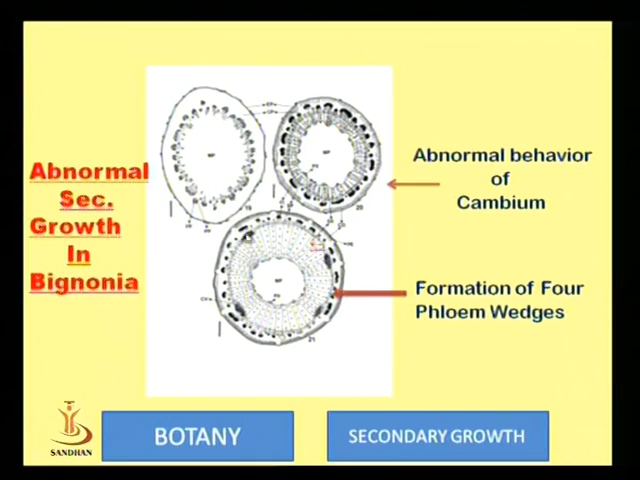 Abnormal
Sec.
Growth
In
Bignonia
Abnormal behavior
of
Cambium
Formation of Four
Phloem Wedges
SANDHAN
BOTANY
SECONDARY GROWTH